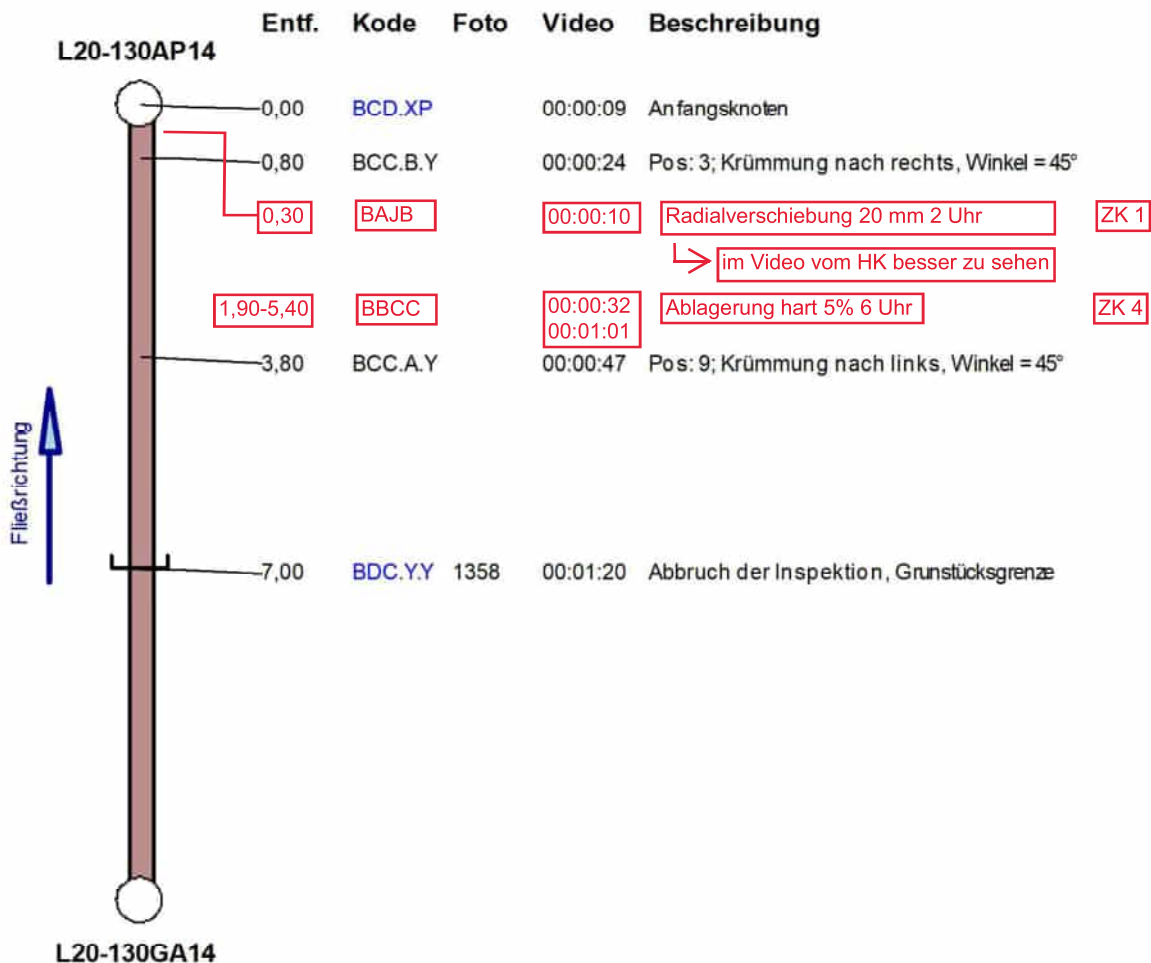 Entf. Kode Foto Video Beschreibung
L20-130AP14
0,00 BCD.XP 00:00:09 Anfangsknoten
0,80 BCC.B.Y 00:00:24 Pos: 3; Krümmung nach rechts, Winkel = 45°
0,30 BAJB 00:00:10 Radialverschiebung 20 mm 2 Uhr ZK 1
im Video vom HK besser zu sehen
1,90-5,40 BBCC 00:00:32 Ablagerung hart 5% 6 Uhr ZK 4
00:01:01
3,80 BCC.A.Y 00:00:47 Pos: 9; Krümmung nach links, Winkel = 45°
Fließrichtung
7,00 BDC.Y.Y 1358 00:01:20 Abbruch der Inspektion, Grunstücksgrenze
L20-130GA14